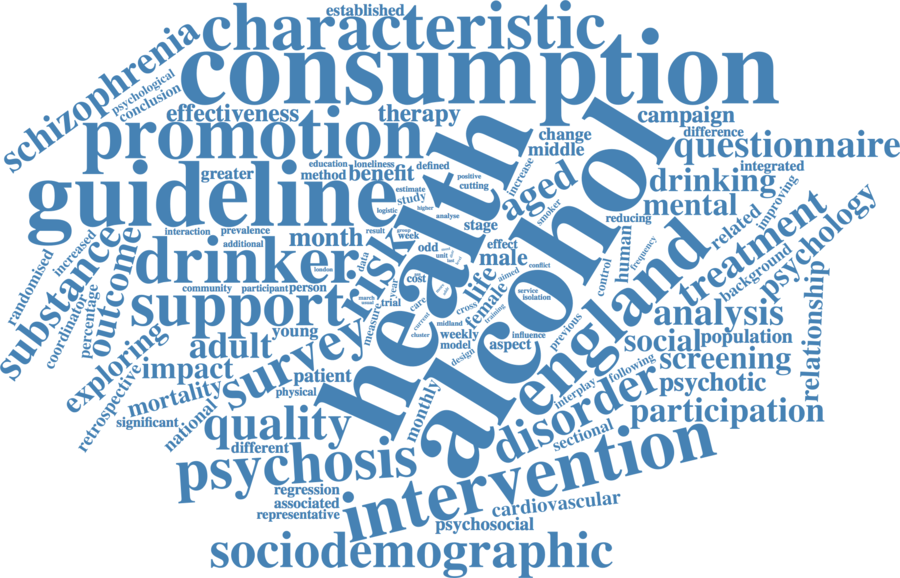 established
characteristic
consumption
schizophrenia
psychological
conclusion
effectiveness
therapy
campaign
promotion
health
alcohol
change
middle
difference
questionnaire
education
loneliness
defined
method
benefit
greater
positive
cutting
increase
integrated
guideline
estimate
study
aged
drinking
mental
smoker
reducing
related
improving
logistic
higher
analyse
stage
interaction
prevalence
result
group
week
additional
month
risk
randomised
increased
substance
outcome
drinker
london
data
odd
unit
effect
male
human
frequency
control
england
treatment
psychology
background
community
participant
person
cost
life
aimed
conflict
coordinator
percentage
support
march
usual
trial
year
care
cross
female
service
isolation
training
analysis
relationship
measure
current
midland
cluster
weekly
model
influence
aspect
previous
social
population
young
adult
survey
exploring
impact
design
screening
retrospective
mortality
patient
physical
following
interplay
psychotic
significant
national
quality
monthly
disorder
participation
different
sectional
psychosis
intervention
regression
associated
representative
cardiovascular
psychosocial
sociodemographic